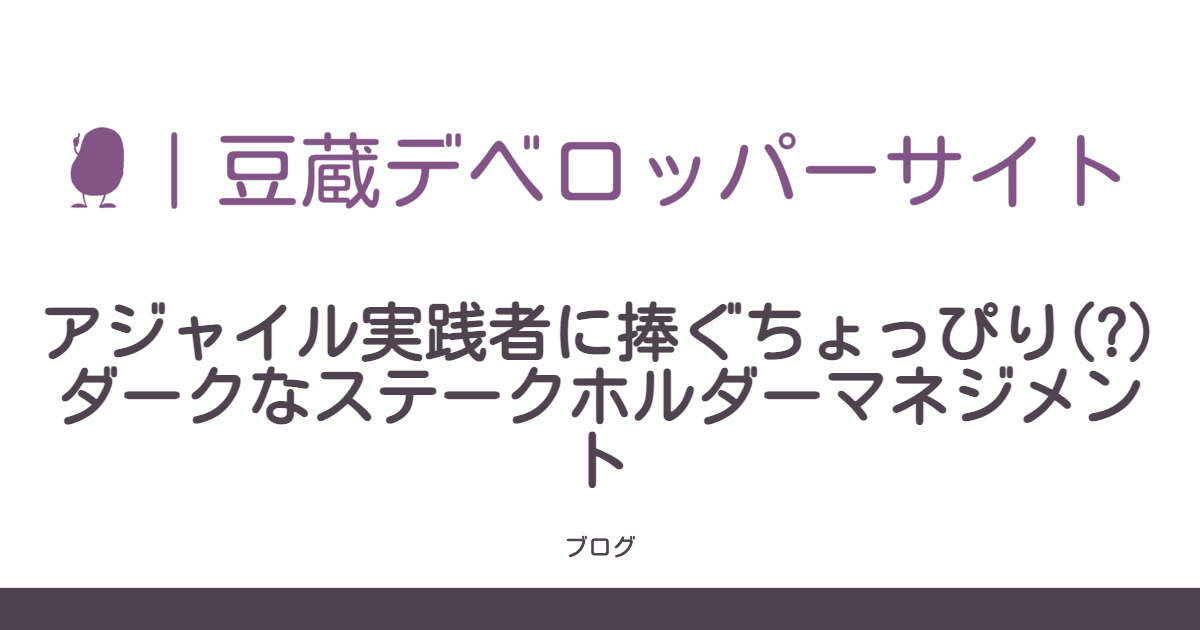 ｜豆蔵デベロッパーサイト
アジャイル実践者に捧ぐちょっぴり(?)
ダークなステークホルダーマネジメン
ト
ブログ